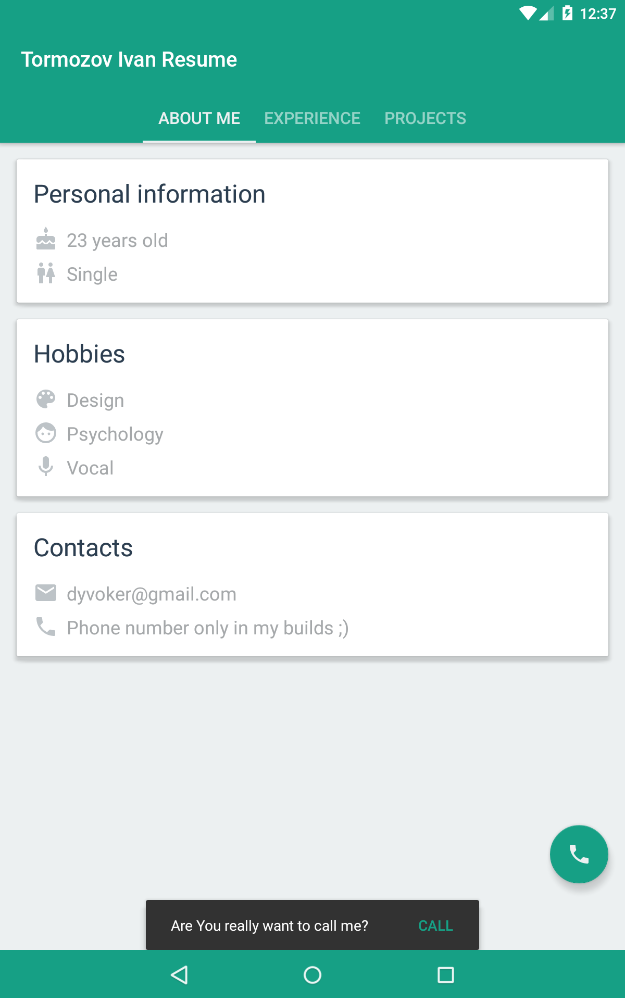 12:37
Tormozov Ivan Resume
ABOUT ME EXPERIENCE PROJECTS
Personal information
23 years old
Single
Hobbies
Design
Psychology
Vocal
Contacts
dyvoker@gmail.com
Phone number only in my builds ;)
Are You really want to call me? CALL